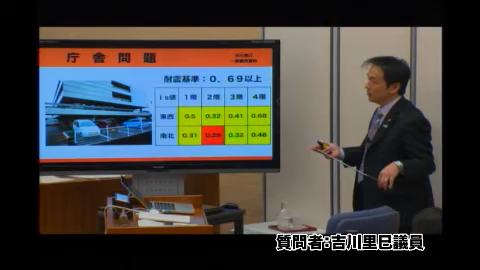 庁舎問題
耐震基準：0．69以上
is値 1階 2階 3階 4階
東西 0.5 0.32 0.41 0.68
南北 0.31 0.29 0.32 0.48
質問者：吉川里巳議員